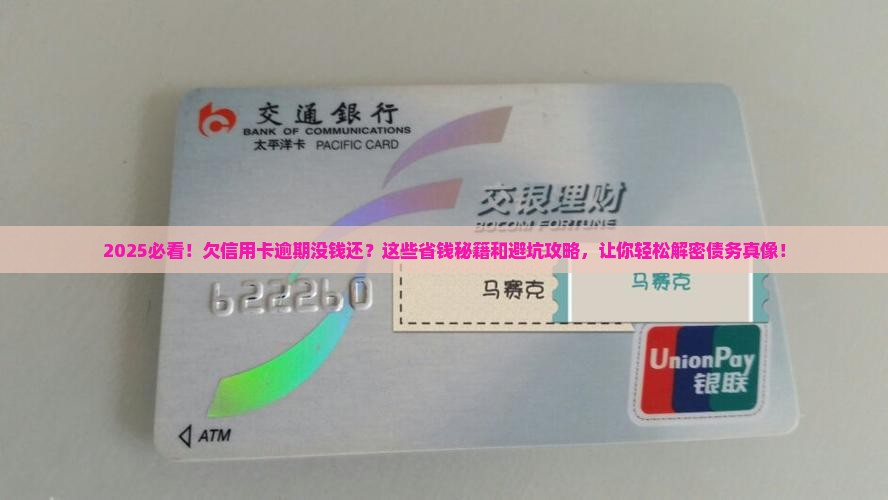 交通銀行
BANK OF COMMUNICATIONS
太平洋卡 PACIFIC CARD
交银理财
BOCOM FORTUNE
2025必看！欠信用卡逾期没钱还？这些省钱秘籍和避坑攻略，让你轻松解密债务真像！
622260
马赛克
马赛克
UnionPay
银联
ATM